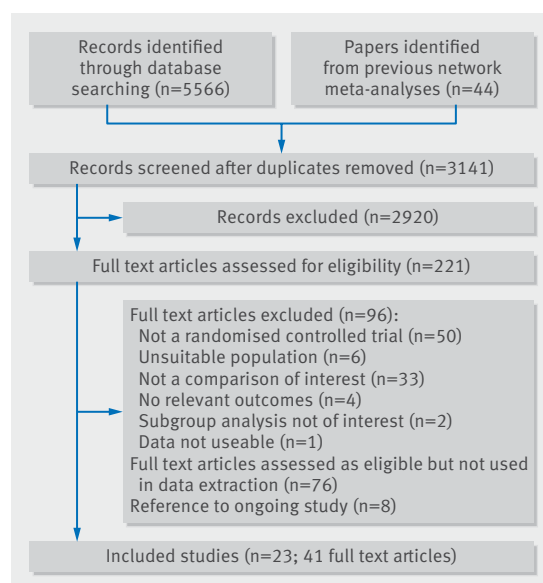 Records identified
through database
searching (n=5566)
Papers identified
from previous network
meta-analyses (n=44)
Records screened after duplicates removed (n=3141)
Records excluded (n=2920)
Full text articles assessed for eligibility (n=221)
Full text articles excluded (n=96):
Not a randomised controlled trial (n=50)
Unsuitable population (n=6)
Not a comparison of interest (n=33)
No relevant outcomes (n=4)
Subgroup analysis not of interest (n=2)
Data not useable (n=1)
Full text articles assessed as eligible but not used
in data extraction (n=76)
Reference to ongoing study (n=8)
Included studies (n=23; 41 full text articles)